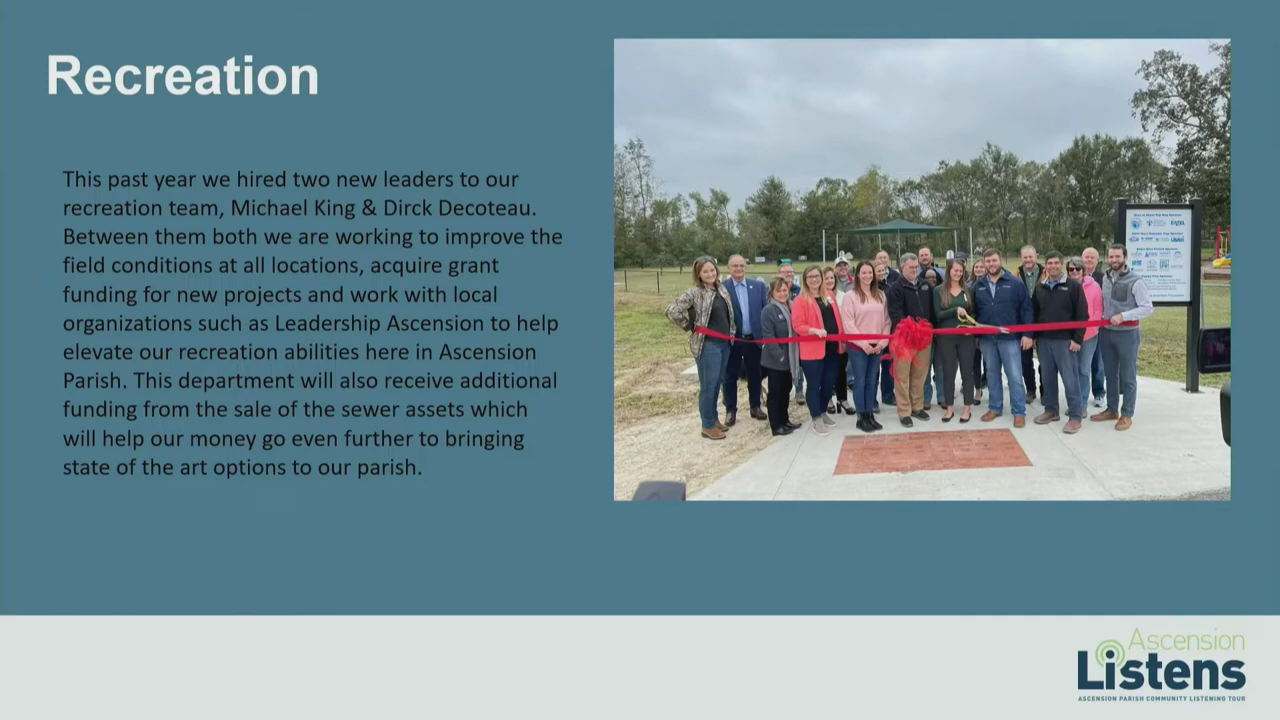 Recreation
This past year we hired two new leaders to our
recreation team, Michael King & Dirck Decoteau.
Between them both we are working to improve the
field conditions at all locations, acquire grant
funding for new projects and work with local
organizations such as Leadership Ascension to help
elevate our recreation abilities here in Ascension
Parish. This department will also receive additional
funding from the sale of the sewer assets which
will help our money go even further to bringing
state of the art options to our parish.
Ascension
Listens
ASCENSION PARISH COMMUNITY LISTENING TOUR